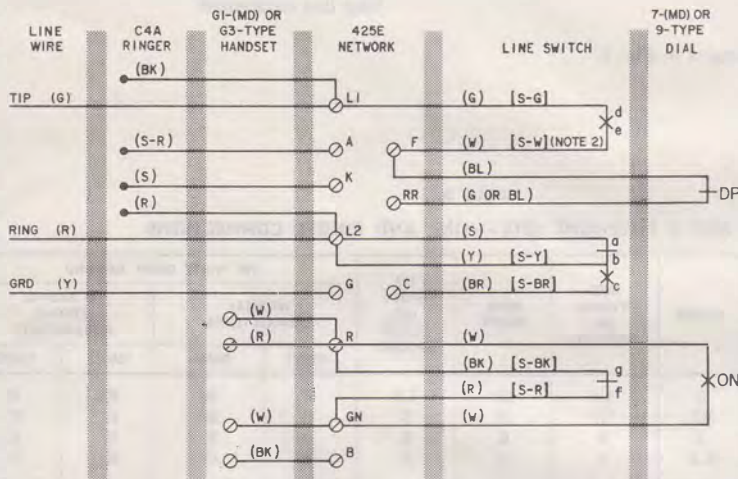 LINE WIRE
C4A RINGER
G1-(MD) OR G3-TYPE HANDSET
425E NETWORK
LINE SWITCH
7-(MD) OR 9-TYPE DIAL
(BK)
TIP (G) L1 (G) [S-G] d
e
(S-R) A F (W) [S-W] (NOTE 2)
(BL)
(S) K
RR (G OR BL) DP
(R)
RING (R) L2 (S) a
(Y) [S-Y] b
GRD (Y) G C (BR) [S-BR] c
(W)
(R) R (W)
(BK) [S-BK] g
ON
(R) [S-R] f
(W) GN (W)
(BK) B